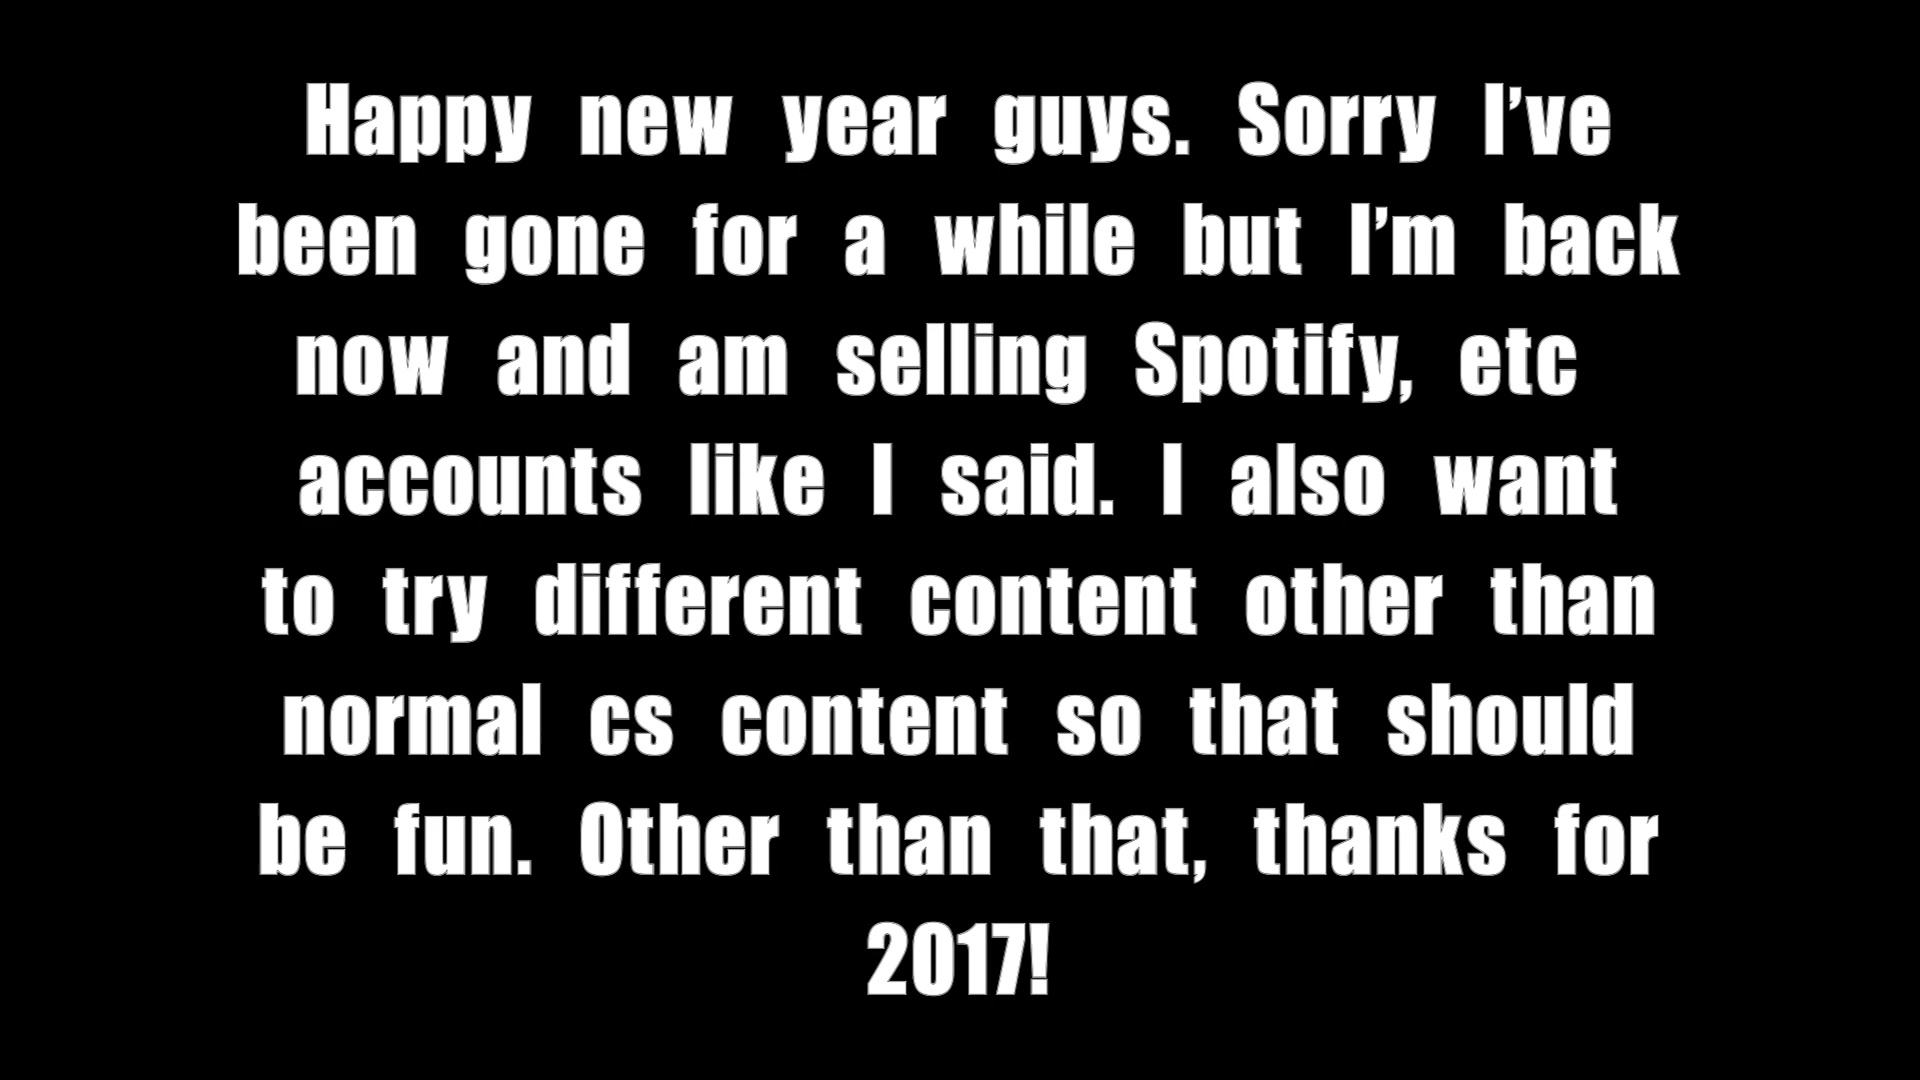 Happy new year guys. Sorry I’ve
been gone for a while but I’m back
now and am selling Spotify, etc
accounts like I said. I also want
to try different content other than
normal cs content so that should
be fun. Other than that, thanks for
2017!